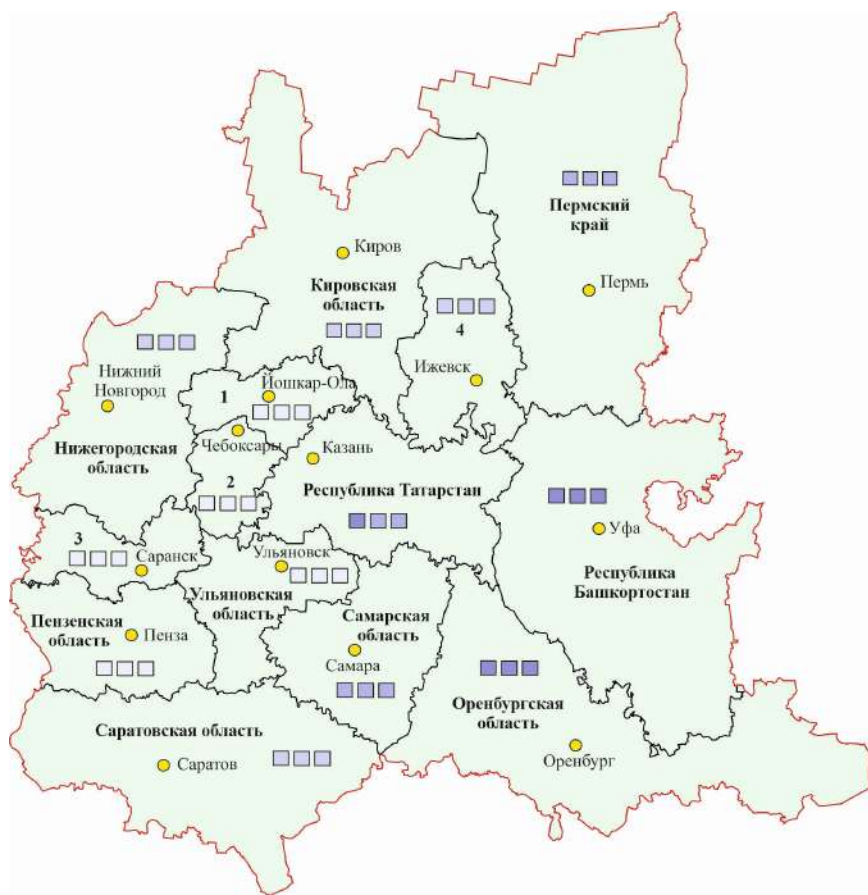 Пермский
край
Киров
Пермь
Кировская
область
4
Нижний
Новгород
Йошкар-Ола
1
Ижевск
Чебоксары
Нижегородская
область
Казань
2
Республика Татарстан
Уфа
3
Саранск
Ульяновск
Республика
Башкортостан
Ульяновская
область
Пензенская
область
Пенза
Самарская
область
Самара
Оренбургская
область
Саратовская область
Саратов
Оренбург